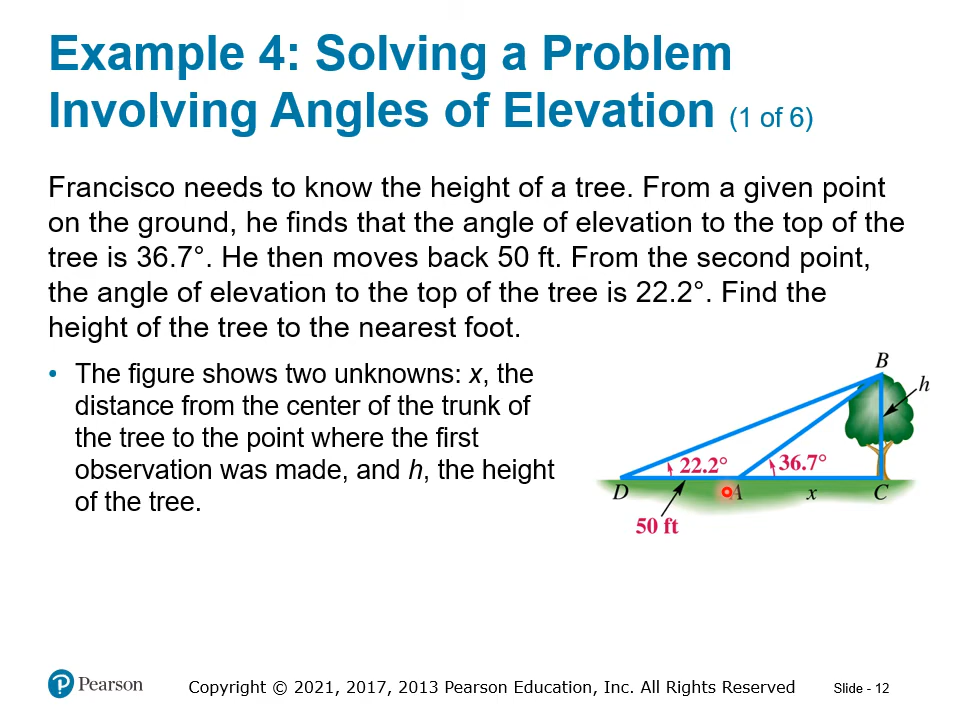 Example 4: Solving a Problem
Involving Angles of Elevation (1 of 6)
Francisco needs to know the height of a tree. From a given point
on the ground, he finds that the angle of elevation to the top of the
tree is 36.7°. He then moves back 50 ft. From the second point,
the angle of elevation to the top of the tree is 22.2°. Find the
height of the tree to the nearest foot.
• The figure shows two unknowns: x, the
distance from the center of the trunk of
the tree to the point where the first
observation was made, and h, the height
of the tree.
B
h
22.2° 36.7°
D A x C
50 ft
Pearson
Copyright © 2021, 2017, 2013 Pearson Education, Inc. All Rights Reserved
Slide - 12